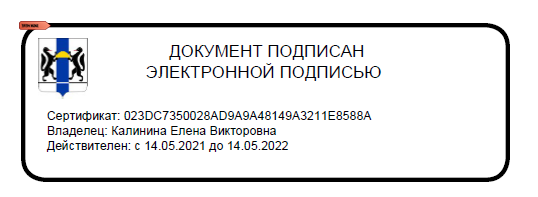 ДОКУМЕНТ ПОДПИСАН
ЭЛЕКТРОННОЙ ПОДПИСЬЮ
Сертификат: 023DC7350028AD9A9A48149A3211E8588A
Владелец: Калинина Елена Викторовна
Действителен: с 14.05.2021 до 14.05.2022